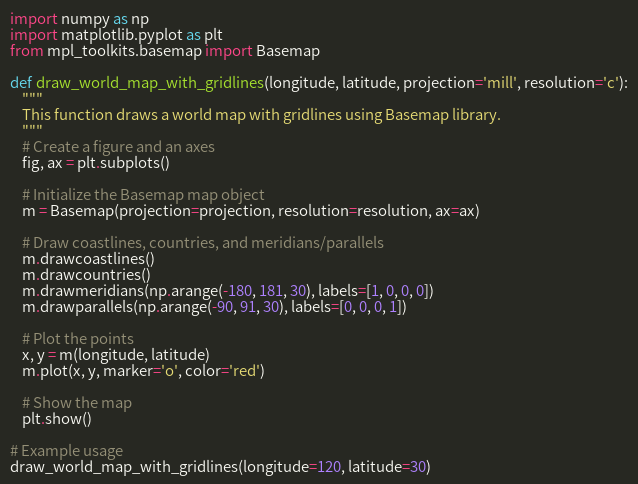 import numpy as np
import matplotlib.pyplot as plt
from mpl_toolkits.basemap import Basemap

def draw_world_map_with_gridlines(longitude, latitude, projection='mill', resolution='c'):
    """
    This function draws a world map with gridlines using Basemap library.
    """
    # Create a figure and an axes
    fig, ax = plt.subplots()

    # Initialize the Basemap map object
    m = Basemap(projection=projection, resolution=resolution, ax=ax)

    # Draw coastlines, countries, and meridians/parallels
    m.drawcoastlines()
    m.drawcountries()
    m.drawmeridians(np.arange(-180, 181, 30), labels=[1, 0, 0, 0])
    m.drawparallels(np.arange(-90, 91, 30), labels=[0, 0, 0, 1])

    # Plot the points
    x, y = m(longitude, latitude)
    m.plot(x, y, marker='o', color='red')

    # Show the map
    plt.show()

# Example usage
draw_world_map_with_gridlines(longitude=120, latitude=30)